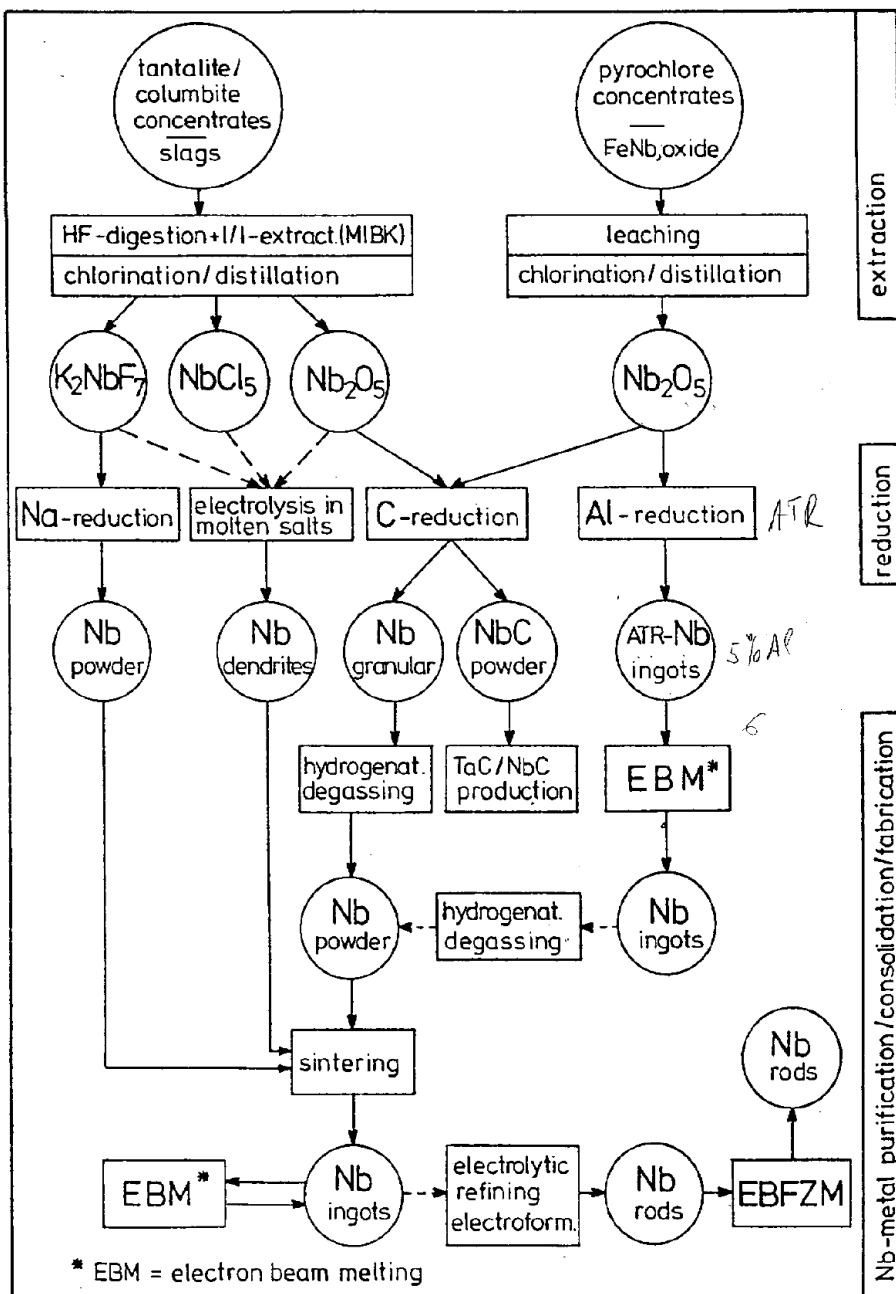 tantalite/
columbite
concentrates
slags
pyrochlore
concentrates
FeNb,oxide
extraction
HF-digestion+l/l-extract.(MIBK)
chlorination/distillation
leaching
chlorination/distillation
K₂NbF₇
NbCl₅
Nb₂O₅
Nb₂O₅
reduction
Na-reduction
electrolysis in
molten salts
C-reduction
Al-reduction
ATR
Nb
powder
Nb
dendrites
Nb
granular
NbC
powder
ATR-Nb
ingots
5% Al
6
Nb-metal purification/consolidation/fabrication
hydrogenat.
degassing
TaC/NbC
production
EBM*
Nb
powder
hydrogenat.
degassing
Nb
ingots
sintering
Nb
rods
EBM*
Nb
ingots
electrolytic
refining
electroform.
Nb
rods
EBFZM
* EBM = electron beam melting